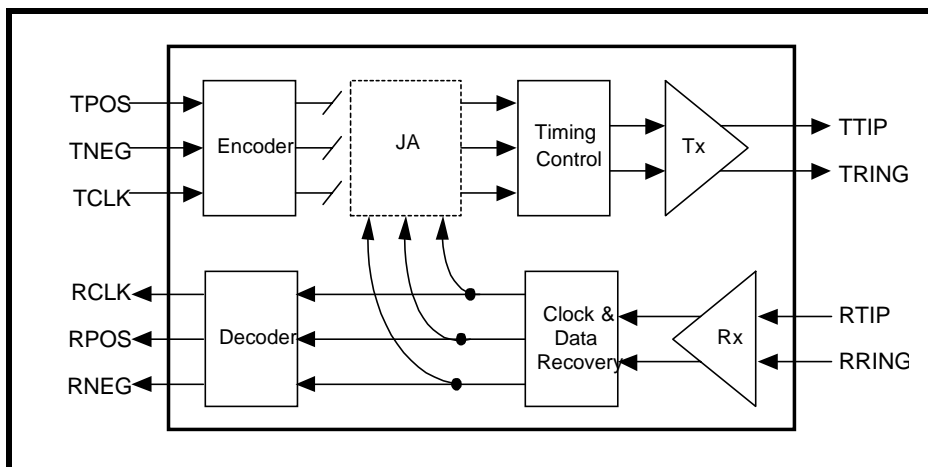 TPOS
TNEG
TCLK
Encoder
JA
Timing
Control
Tx
TTIP
TRING
RCLK
RPOS
RNEG
Decoder
Clock &
Data
Recovery
Rx
RTIP
RRING